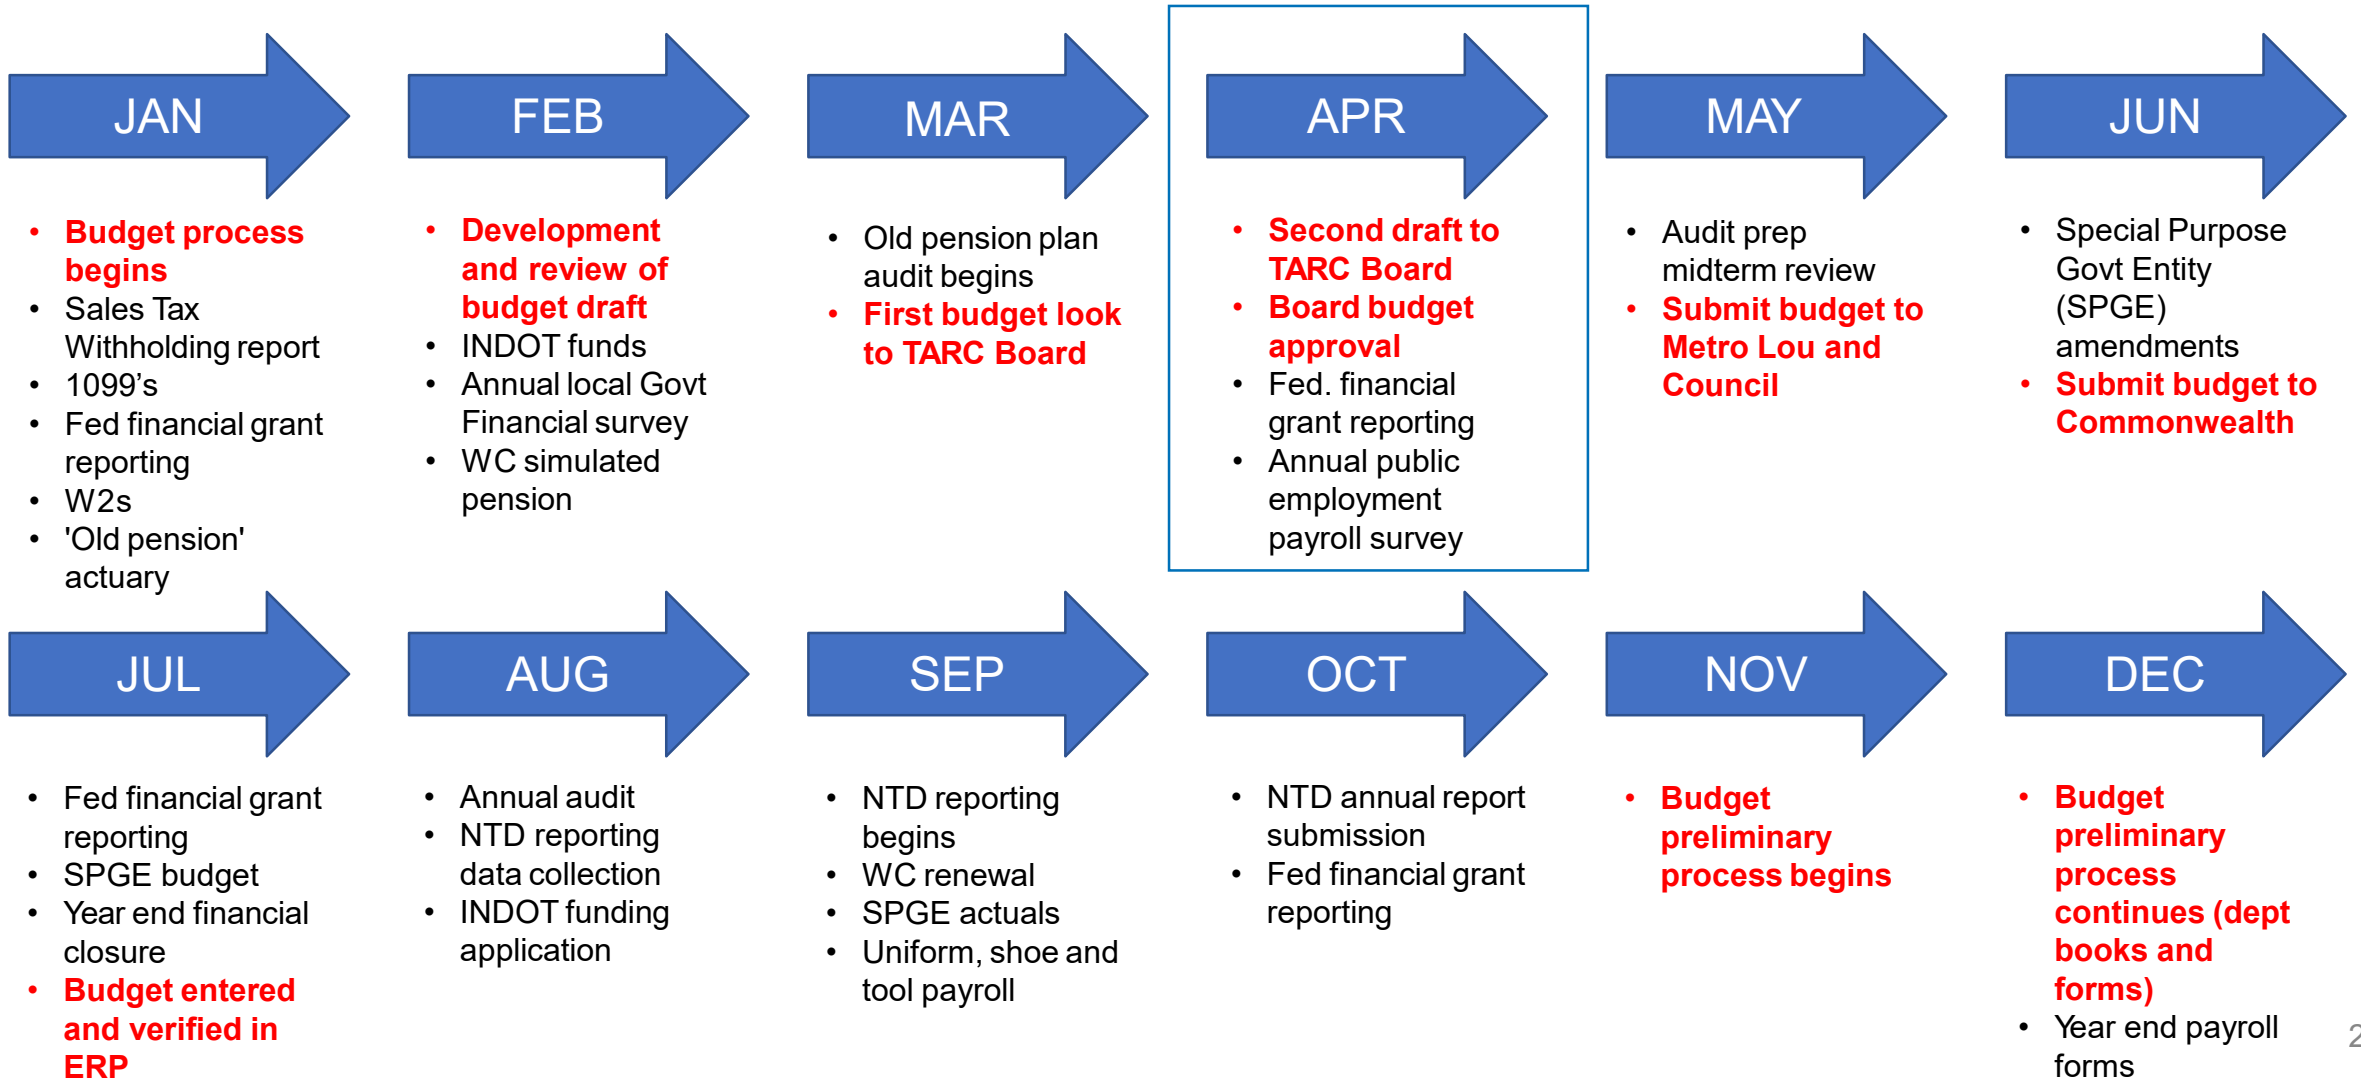 JAN
• Budget process
begins
• Sales Tax
Withholding report
• 1099’s
• Fed financial grant
reporting
• W2s
• 'Old pension'
actuary
FEB
• Development
and review of
budget draft
• INDOT funds
• Annual local Govt
Financial survey
• WC simulated
pension
MAR
• Old pension plan
audit begins
• First budget look
to TARC Board
APR
• Second draft to
TARC Board
• Board budget
approval
• Fed. financial
grant reporting
• Annual public
employment
payroll survey
MAY
• Audit prep
midterm review
• Submit budget to
Metro Lou and
Council
JUN
• Special Purpose
Govt Entity
(SPGE)
amendments
• Submit budget to
Commonwealth
JUL
• Fed financial grant
reporting
• SPGE budget
• Year end financial
closure
• Budget entered
and verified in
ERP
AUG
• Annual audit
• NTD reporting
data collection
• INDOT funding
application
SEP
• NTD reporting
begins
• WC renewal
• SPGE actuals
• Uniform, shoe and
tool payroll
OCT
• NTD annual report
submission
• Fed financial grant
reporting
NOV
• Budget
preliminary
process begins
DEC
• Budget
preliminary
process
continues (dept
books and
forms)
• Year end payroll
forms
2